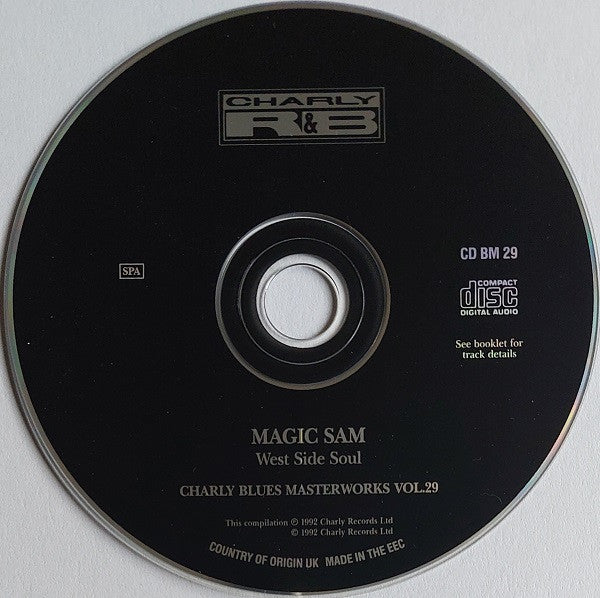 CHARLY
R&B
SPA
CD BM 29
COMPACT
disc
DIGITAL AUDIO
See booklet for
track details
MAGIC SAM
West Side Soul
CHARLY BLUES MASTERWORKS VOL.29
This compilation ℗ 1992 Charly Records Ltd
© 1992 Charly Records Ltd
COUNTRY OF ORIGIN UK MADE IN THE EEC